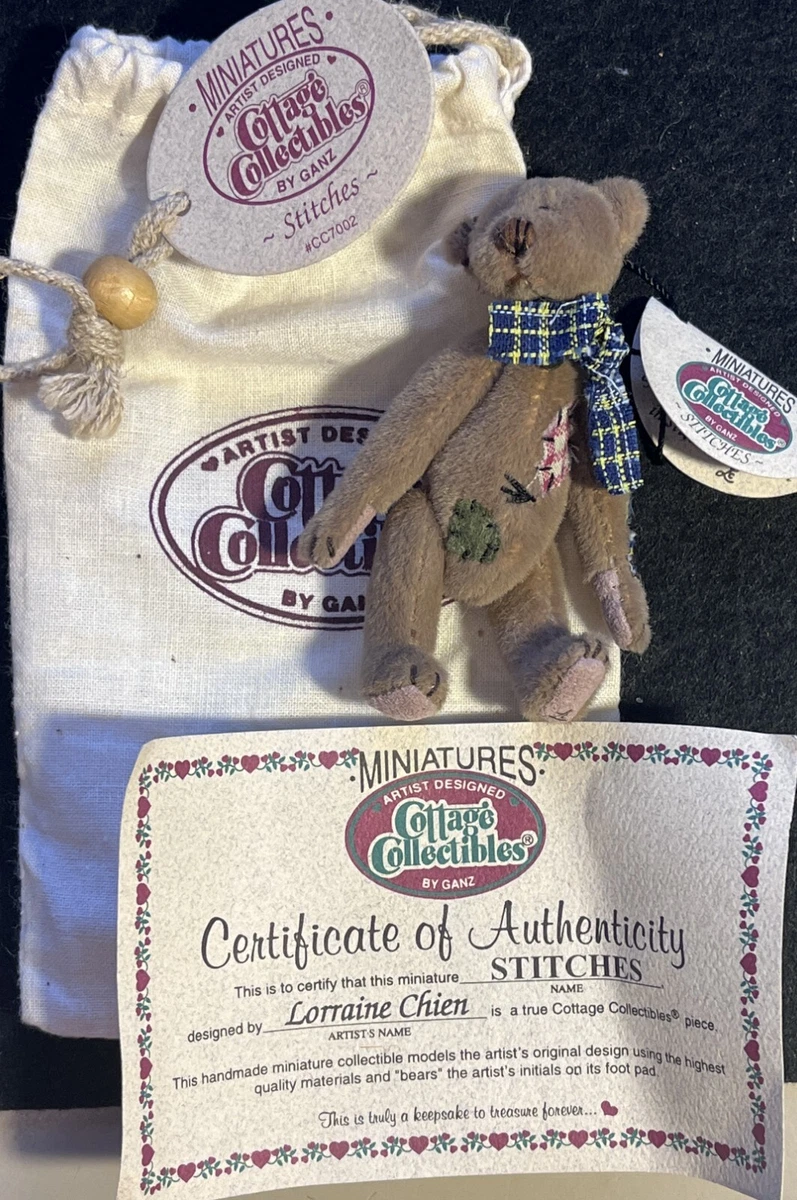 • MINIATURES •
ARTIST DESIGNED
Cottage
Collectibles®
BY GANZ
~ Stitches ~
#CC7002
ARTIST DES
Cott
Coll
BY GAN
• MINIATURES
ARTIST DESIGNED
Cottage
Collectibles
BY GANZ
~ STITCHES ~
• MINIATURES •
ARTIST DESIGNED
Cottage
Collectibles®
BY GANZ
Certificate of Authenticity
This is to certify that this miniature STITCHES
NAME
designed by Lorraine Chien is a true Cottage Collectibles® piece.
ARTIST'S NAME
This handmade miniature collectible models the artist's original design using the highest
quality materials and "bears" the artist's initials on its foot pad.
This is truly a keepsake to treasure forever...